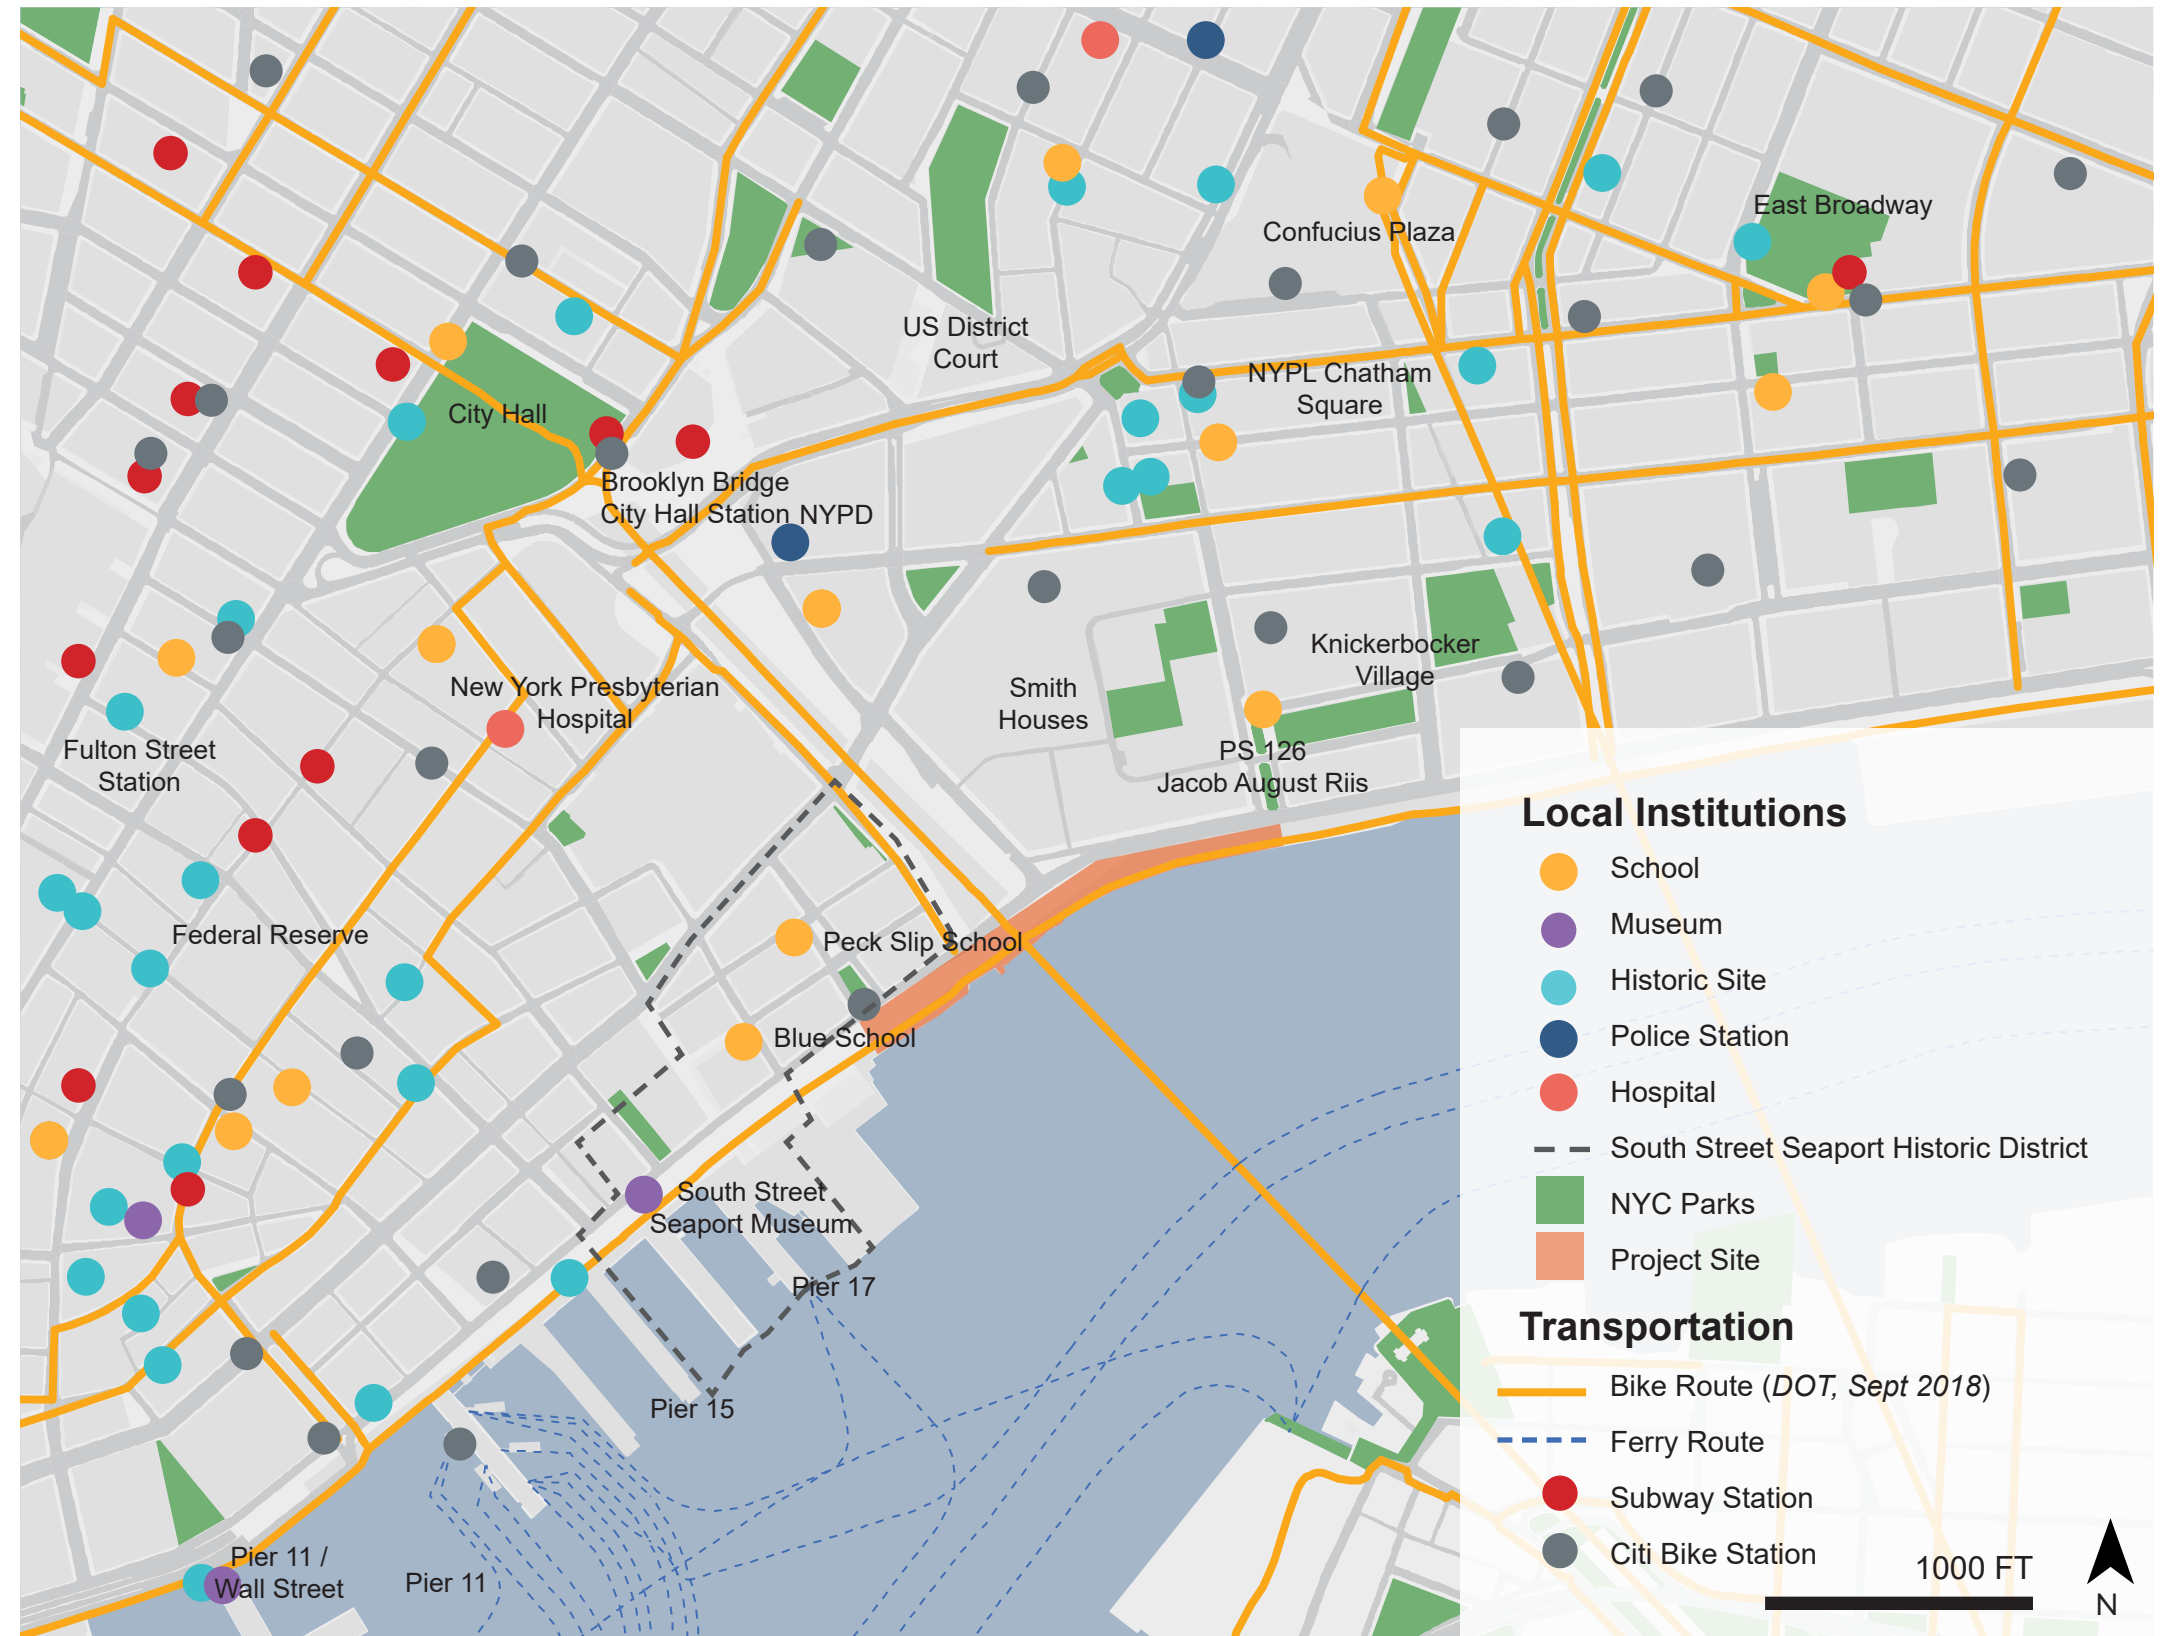 East Broadway
Confucius Plaza
US District
Court
NYPL Chatham
Square
City Hall
Brooklyn Bridge
City Hall Station
NYPD
Knickerbocker
Village
New York Presbyterian
Hospital
Smith
Houses
Fulton Street
Station
PS 126
Jacob August Riis
Federal Reserve
Peck Slip School
Blue School
South Street
Seaport Museum
Pier 17
Pier 15
Pier 11 /
Wall Street
Pier 11
Local Institutions
School
Museum
Historic Site
Police Station
Hospital
South Street Seaport Historic District
NYC Parks
Project Site
Transportation
Bike Route (DOT, Sept 2018)
Ferry Route
Subway Station
Citi Bike Station
1000 FT
N